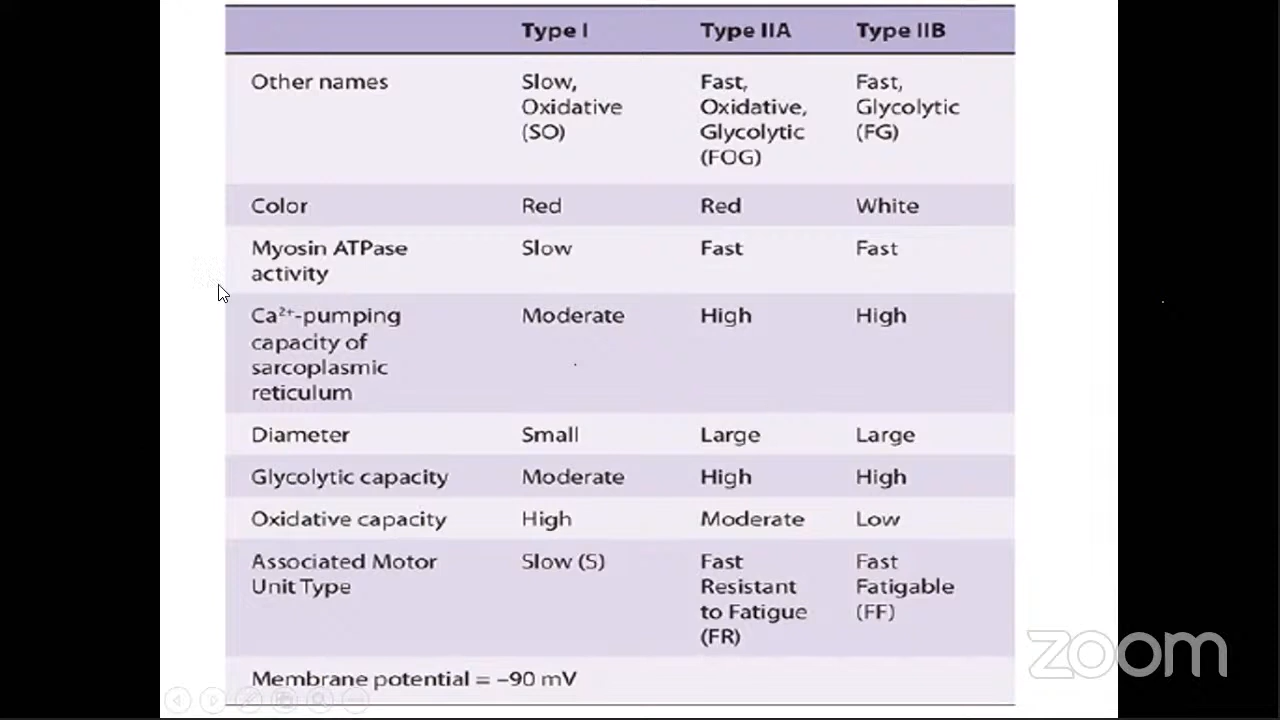 Type I Type IIA Type IIB
Other names Slow, Fast, Fast,
Oxidative Oxidative, Glycolytic
(SO) Glycolytic (FG)
(FOG)
Color Red Red White
Myosin ATPase Slow Fast Fast
activity
Ca²⁺-pumping Moderate High High
capacity of
sarcoplasmic
reticulum
Diameter Small Large Large
Glycolytic capacity Moderate High High
Oxidative capacity High Moderate Low
Associated Motor Slow (S) Fast Fast
Unit Type Resistant Fatigable
to Fatigue (FF)
(FR)
Membrane potential = –90 mV
zoom